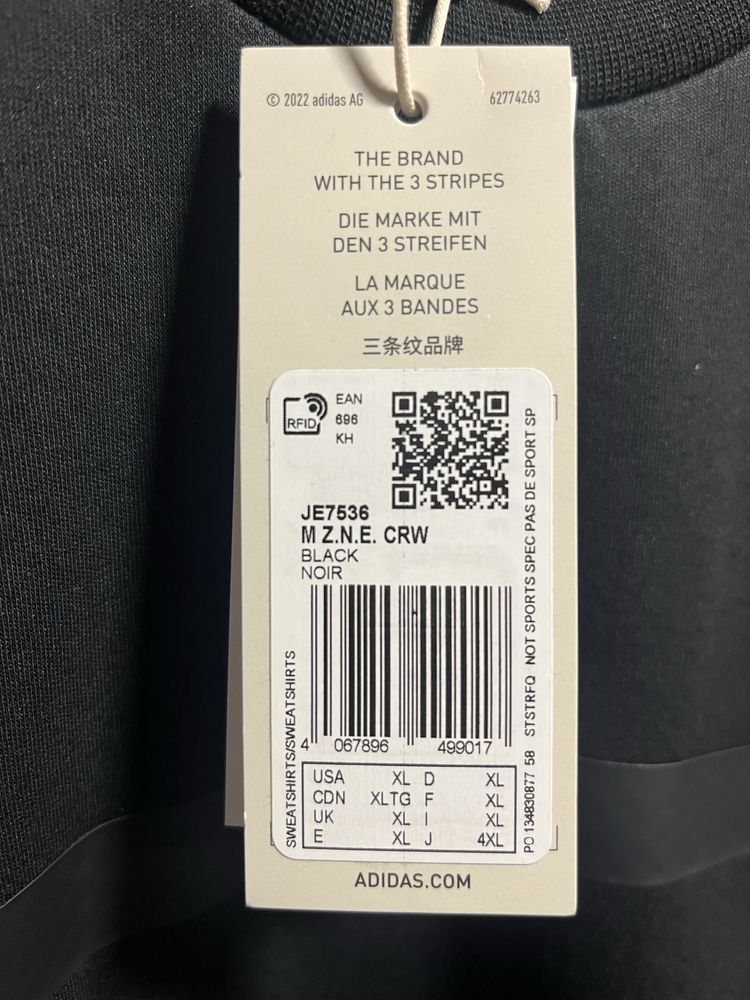 © 2022 adidas AG
62774263
THE BRAND
WITH THE 3 STRIPES
DIE MARKE MIT
DEN 3 STREIFEN
LA MARQUE
AUX 3 BANDES
三条纹品牌
RFID
EAN
696
KH
JE7536
M Z.N.E. CRW
BLACK
NOIR
4 067896 499017
SWEATSHIRTS/SWEATSHIRTS
PO 134830877 58 STSTRFQ NOT SPORTS SPEC PAS DE SPORT SP
USA XL D XL
CDN XLTG F XL
UK XL I XL
E XL J 4XL
ADIDAS.COM